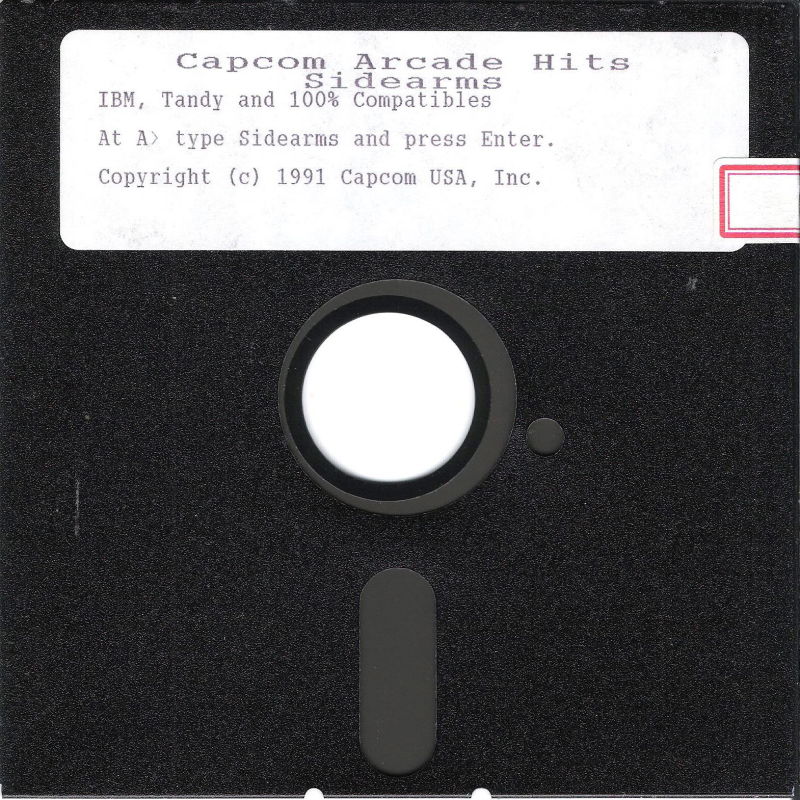 Capcom Arcade Hits
Sidearms
IBM, Tandy and 100% Compatibles
At A> type Sidearms and press Enter.
Copyright (c) 1991 Capcom USA, Inc.